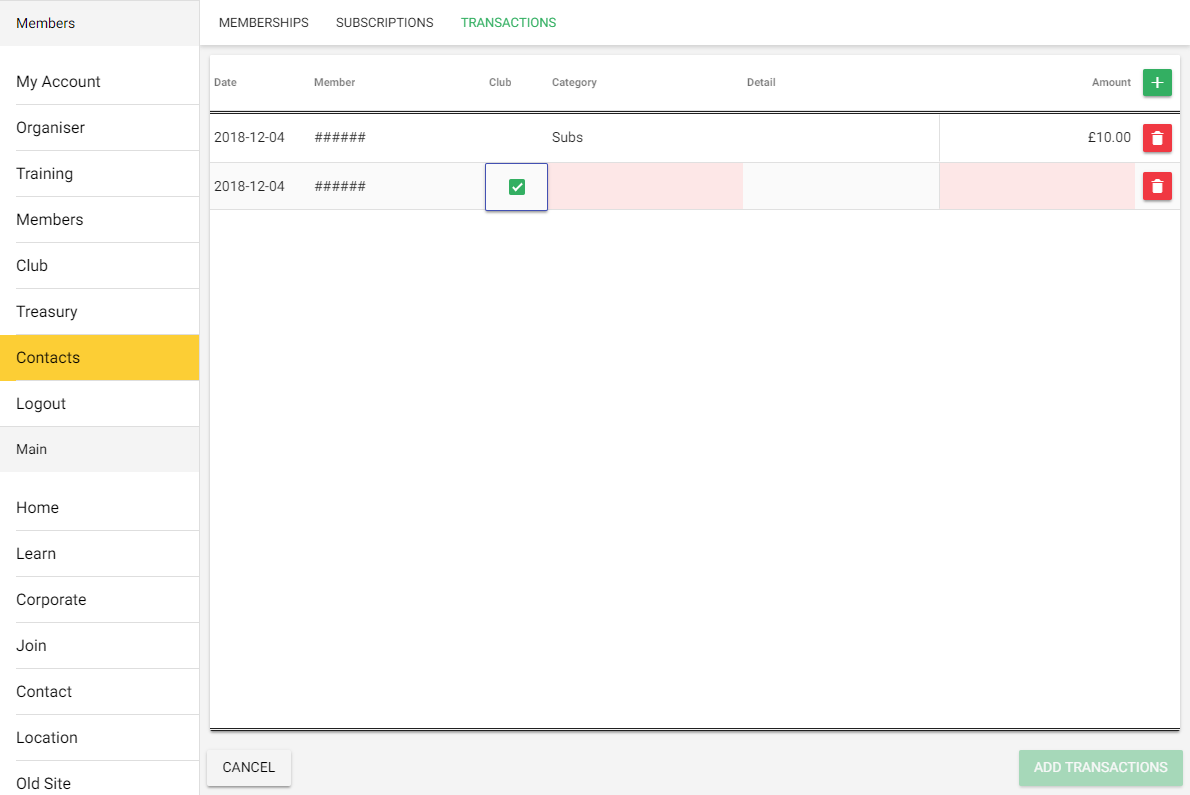 Members
My Account
Organiser
Training
Members
Club
Treasury
Contacts
Logout
Main
Home
Learn
Corporate
Join
Contact
Location
Old Site
MEMBERSHIPS SUBSCRIPTIONS TRANSACTIONS
Date Member Club Category Detail Amount +
2018-12-04 ###### Subs £10.00
2018-12-04 ######
CANCEL ADD TRANSACTIONS